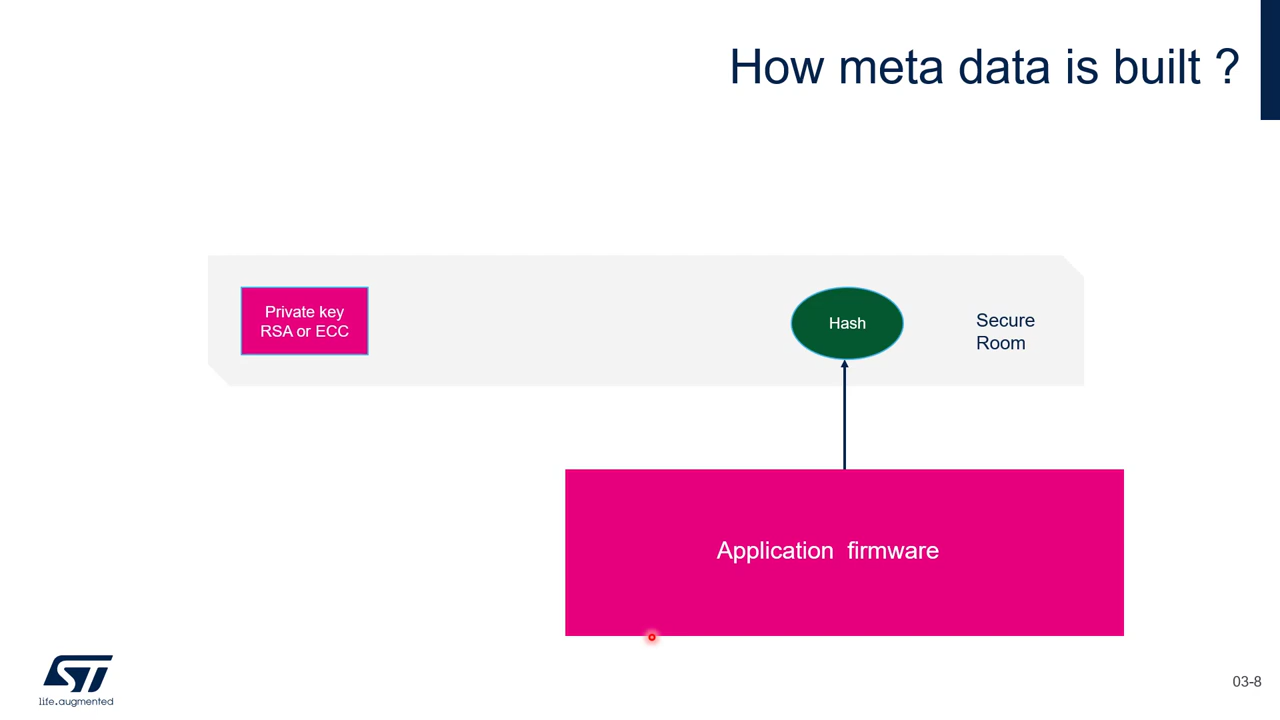 How meta data is built ?
Private key
RSA or ECC
Hash
Secure
Room
Application firmware
ST
life.augmented
03-8